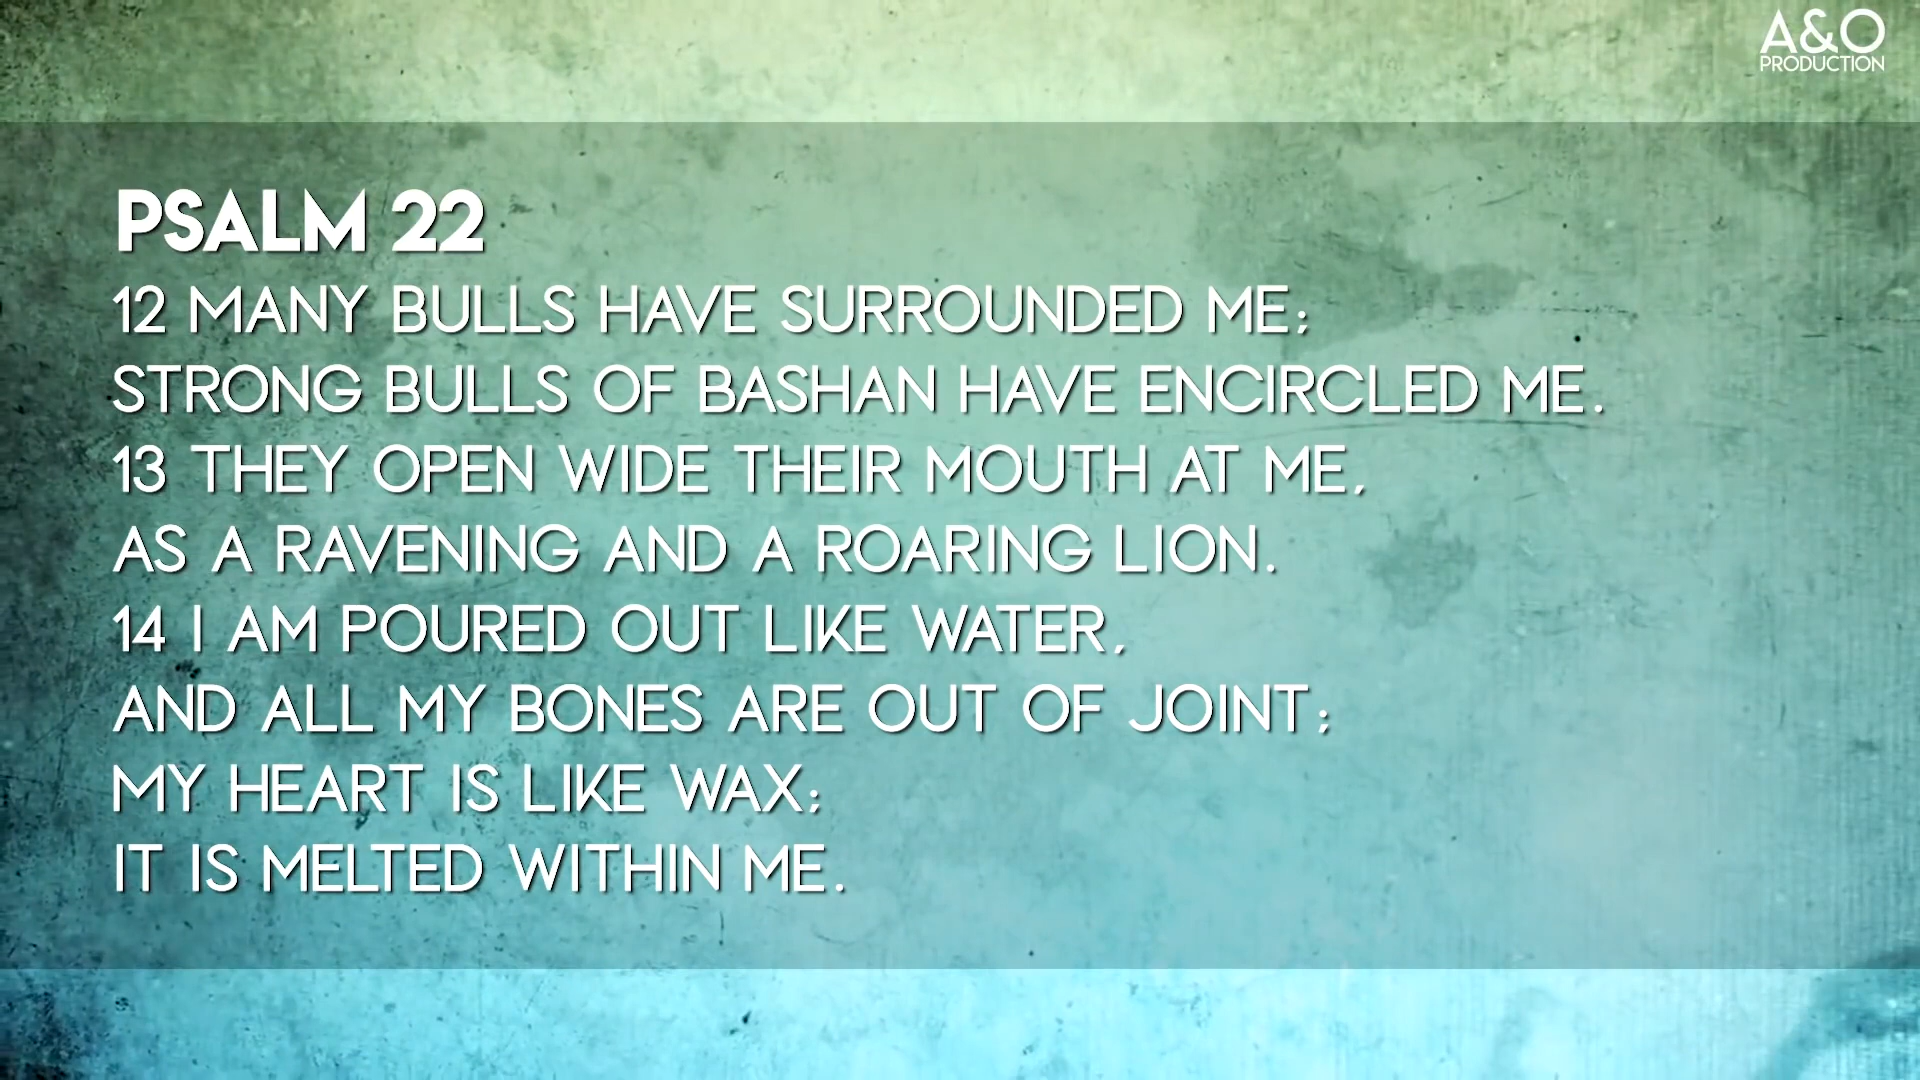 A&O
PRODUCTION
PSALM 22
12 MANY BULLS HAVE SURROUNDED ME;
STRONG BULLS OF BASHAN HAVE ENCIRCLED ME.
13 THEY OPEN WIDE THEIR MOUTH AT ME,
AS A RAVENING AND A ROARING LION.
14 I AM POURED OUT LIKE WATER,
AND ALL MY BONES ARE OUT OF JOINT;
MY HEART IS LIKE WAX;
IT IS MELTED WITHIN ME.